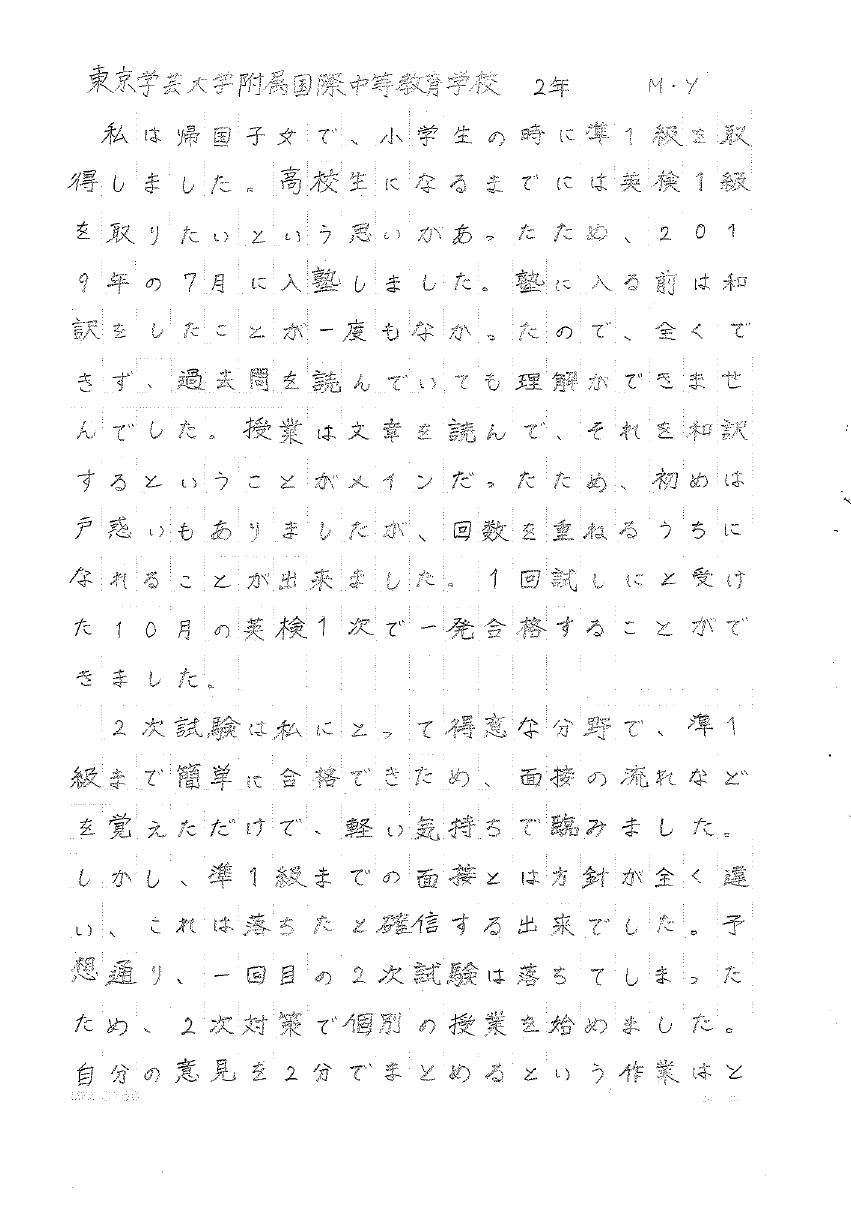 東京学芸大学附属国際中等教育学校 2年 M・Y
私は帰国子女で、小学生の時に準1級を取
得しました。高校生になるまでには英検1級
を取りたいという思いがあったため、201
9年の7月に入塾しました。塾に入る前は和
訳をしたことが一度もなかったので、全くで
きず、過去問を読んでいても理解ができませ
んでした。授業は文章を読んで、それを和訳
するということがメインだったため、初めは
戸惑いもありましたが、回数を重ねるうちに
なれることが出来ました。1回試しにと受け
た10月の英検1次で一発合格することがで
きました。
2次試験は私にとって得意な分野で、準1
級まで簡単に合格できため、面接の流れなど
を覚えただけで、軽い気持ちで臨みました。
しかし、準1級までの面接とは方針が全く違
い、これは落ちたと確信する出来でした。予
想通り、一回目の2次試験は落ちてしまった
ため、2次対策で個別の授業を始めました。
自分の意見を2分でまとめるという作業はと